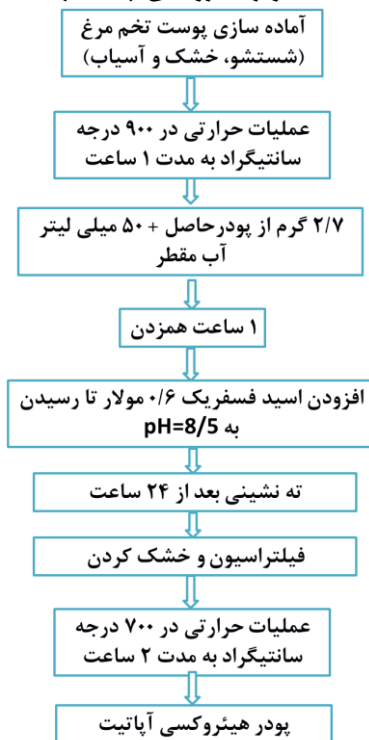 آماده سازی پوست تخم مرغ
(شستشو، خشک و آسیاب)
عملیات حرارتی در ۹۰۰ درجه
سانتیگراد به مدت ۱ ساعت
۲/۷ گرم از پودرحاصل + ۵۰ میلی لیتر
آب مقطر
۱ ساعت همزدن
افزودن اسید فسفریک ۰/۶ مولار تا رسیدن
به pH=8/5
ته نشینی بعد از ۲۴ ساعت
فیلتراسیون و خشک کردن
عملیات حرارتی در ۷۰۰ درجه
سانتیگراد به مدت ۲ ساعت
پودر هیئروکسی آپاتیت